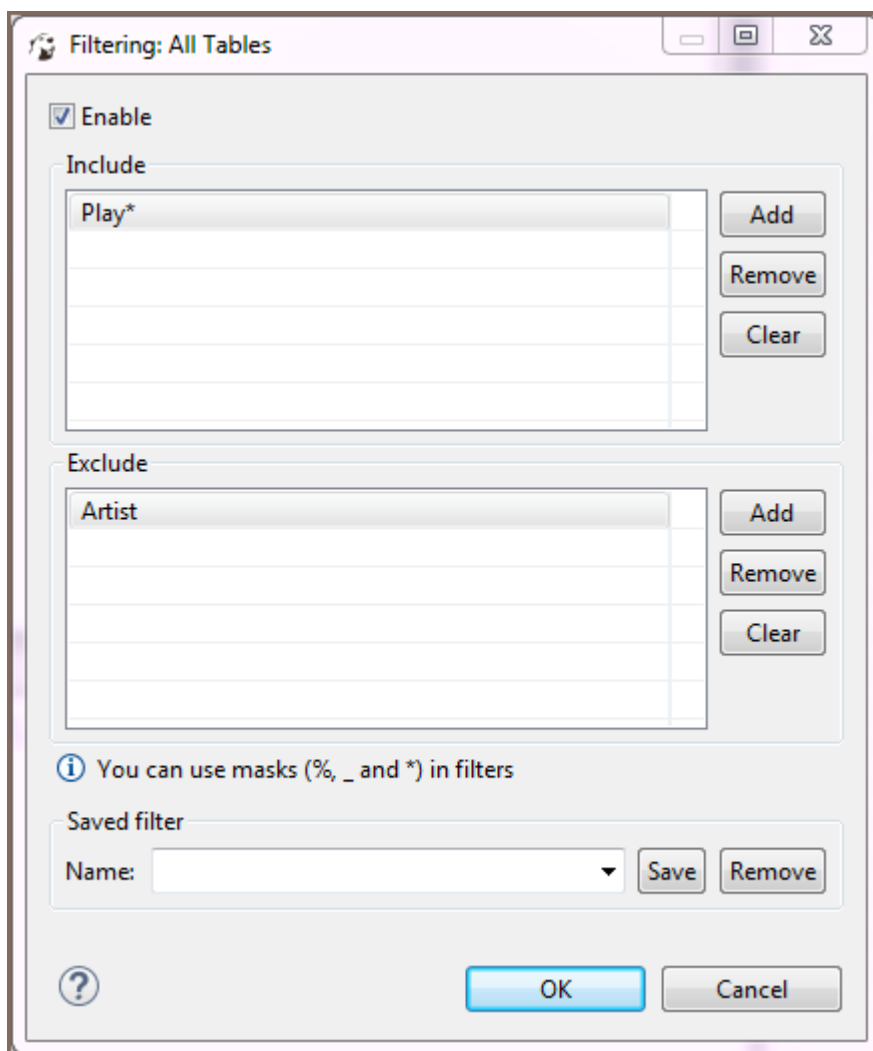 Filtering: All Tables
Enable
Include
Play*
Add
Remove
Clear
Exclude
Artist
Add
Remove
Clear
You can use masks (%, _ and *) in filters
Saved filter
Name:
Save
Remove
OK
Cancel